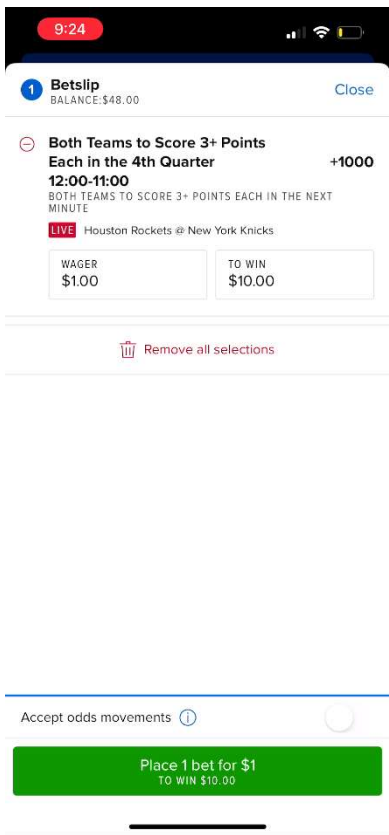 9:24
1 Betslip Close
BALANCE:$48.00
Both Teams to Score 3+ Points
Each in the 4th Quarter +1000
12:00-11:00
BOTH TEAMS TO SCORE 3+ POINTS EACH IN THE NEXT
MINUTE
LIVE Houston Rockets @ New York Knicks
WAGER TO WIN
$1.00 $10.00
Remove all selections
Accept odds movements
Place 1 bet for $1
TO WIN $10.00